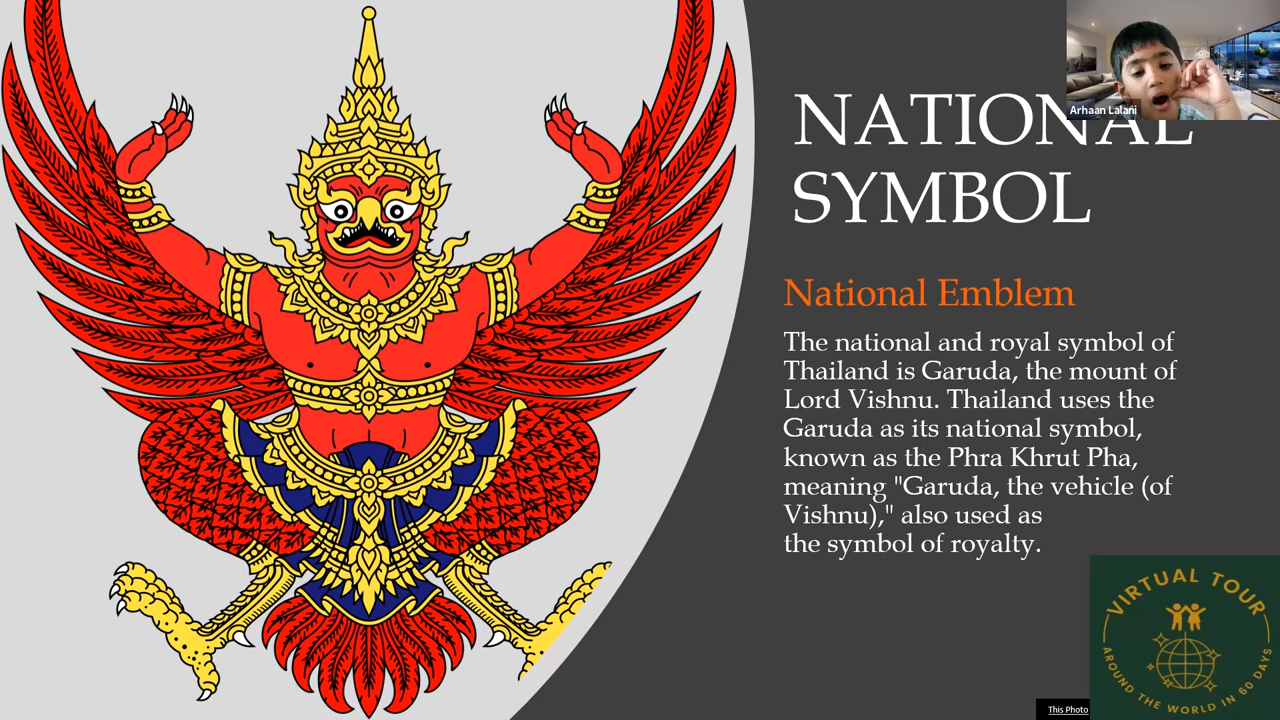 NATIONAL
SYMBOL
Arhaan Lalani
National Emblem
The national and royal symbol of
Thailand is Garuda, the mount of
Lord Vishnu. Thailand uses the
Garuda as its national symbol,
known as the Phra Khrut Pha,
meaning "Garuda, the vehicle (of
Vishnu)," also used as
the symbol of royalty.
VIRTUAL TOUR
AROUND THE WORLD IN 60 DAYS
This Photo